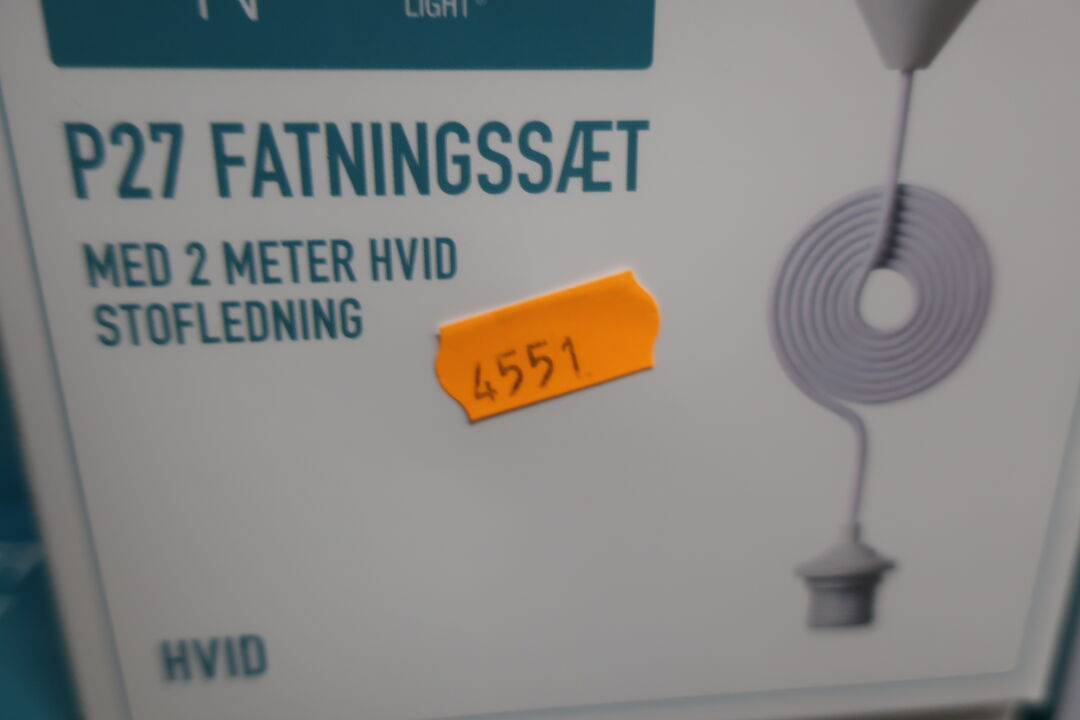 LIGHT
P27 FATNINGSSÆT
MED 2 METER HVID
STOFLEDNING
4551
HVID